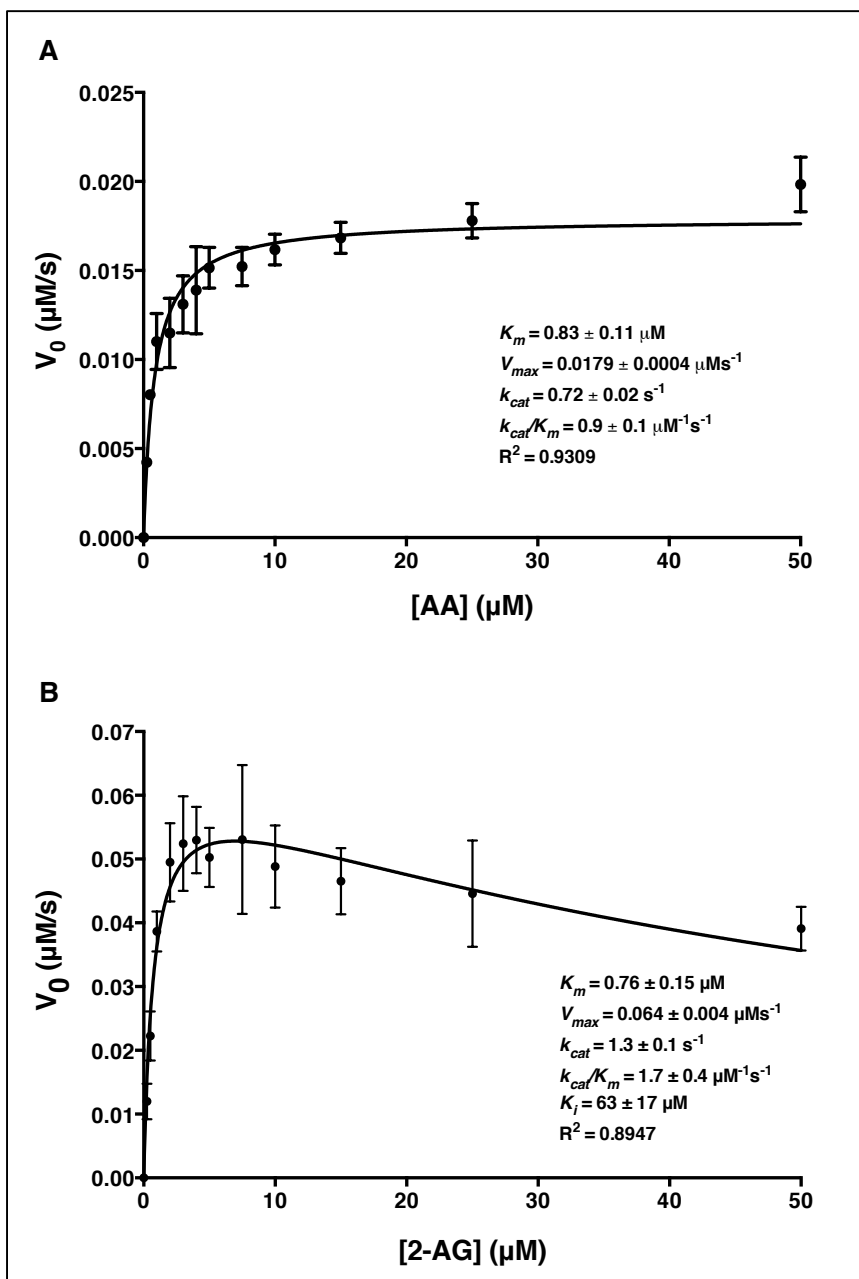 A
0.025
0.020
0.015
0.010
0.005
0.000
V₀ (µM/s)
Kₘ = 0.83 ± 0.11 µM
Vₘₐₓ = 0.0179 ± 0.0004 µMs⁻¹
k_cat = 0.72 ± 0.02 s⁻¹
k_cat/Kₘ = 0.9 ± 0.1 µM⁻¹s⁻¹
R² = 0.9309
0 10 20 30 40 50
[AA] (µM)
B
0.07
0.06
0.05
0.04
0.03
0.02
0.01
0.00
V₀ (µM/s)
Kₘ = 0.76 ± 0.15 µM
Vₘₐₓ = 0.064 ± 0.004 µMs⁻¹
k_cat = 1.3 ± 0.1 s⁻¹
k_cat/Kₘ = 1.7 ± 0.4 µM⁻¹s⁻¹
Kᵢ = 63 ± 17 µM
R² = 0.8947
0 10 20 30 40 50
[2-AG] (µM)